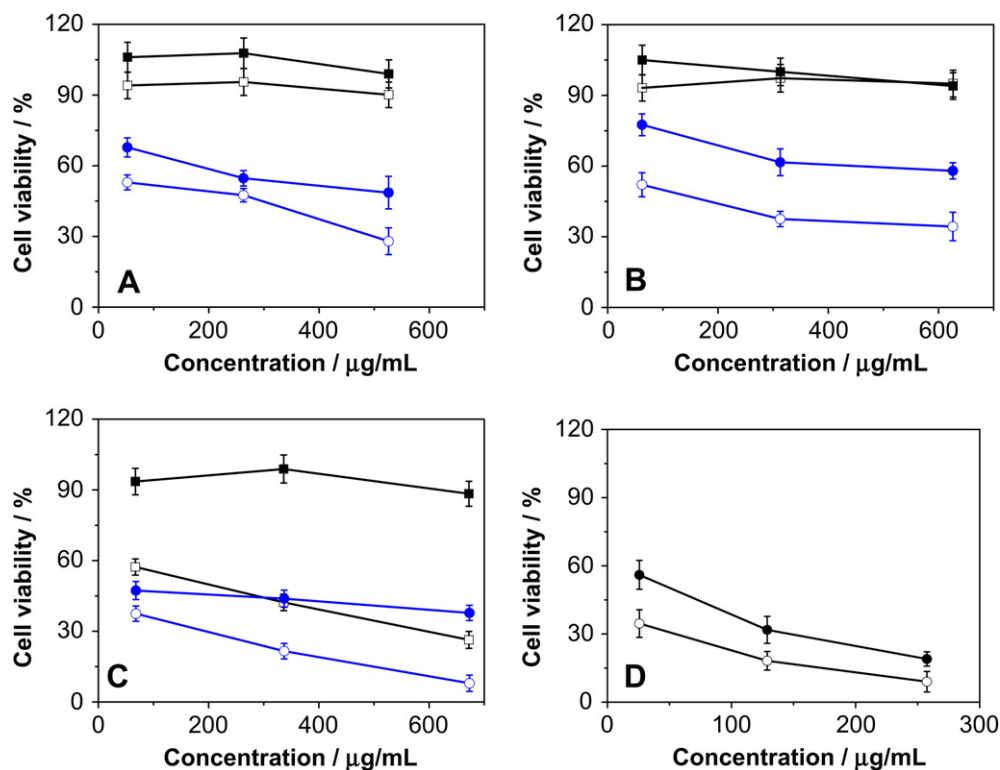 120
90
60
30
0
Cell viability / %
A
0 200 400 600
Concentration / μg/mL
120
90
60
30
0
Cell viability / %
B
0 200 400 600
Concentration / μg/mL
120
90
60
30
0
Cell viability / %
C
0 200 400 600
Concentration / μg/mL
120
90
60
30
0
Cell viability / %
D
0 100 200 300
Concentration / μg/mL